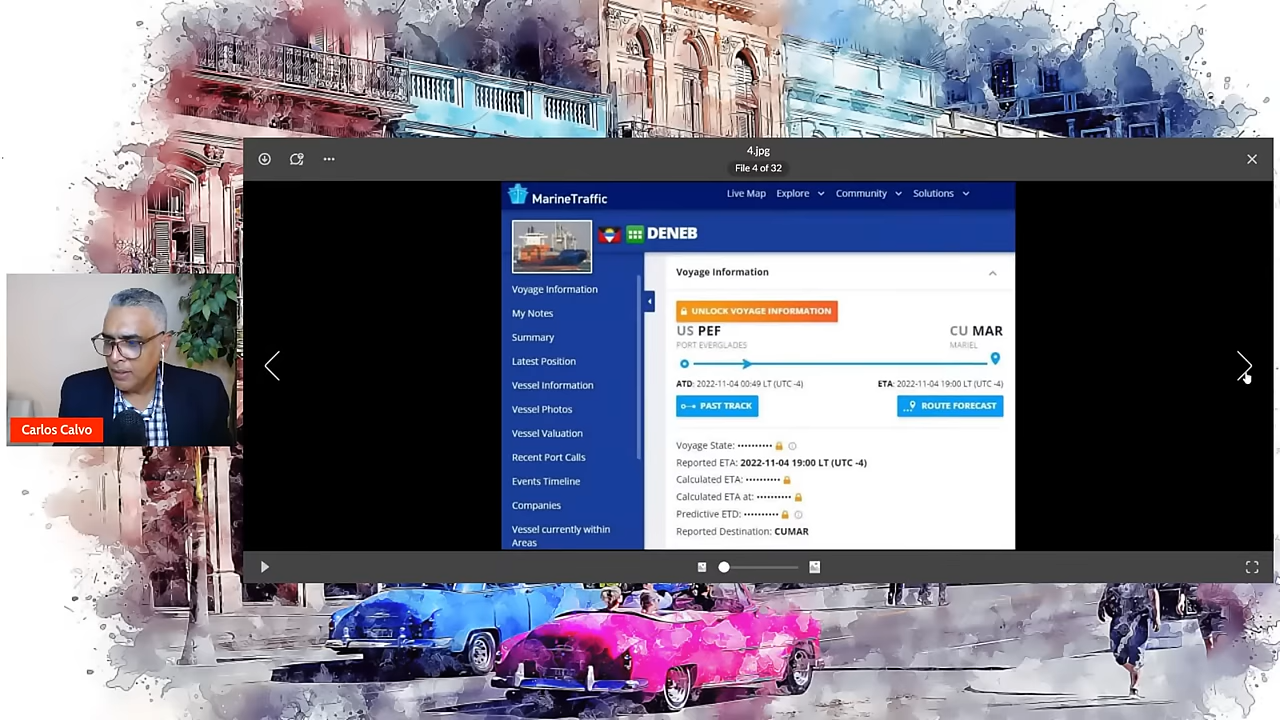 4.jpg
File 4 of 32
MarineTraffic
Live Map Explore Community Solutions
DENEB
Voyage Information
My Notes
Summary
Latest Position
Vessel Information
Vessel Photos
Vessel Valuation
Recent Port Calls
Events Timeline
Companies
Vessel currently within
Areas
Voyage Information
UNLOCK VOYAGE INFORMATION
US PEF CU MAR
PORT EVERGLADES MARIEL
ATD: 2022-11-04 00:49 LT (UTC -4) ETA: 2022-11-04 19:00 LT (UTC -4)
PAST TRACK ROUTE FORECAST
Voyage State: ••••••••••
Reported ETA: 2022-11-04 19:00 LT (UTC -4)
Calculated ETA: ••••••••••
Calculated ETA at: ••••••••••
Predictive ETD: ••••••••••
Reported Destination: CUMAR
Carlos Calvo